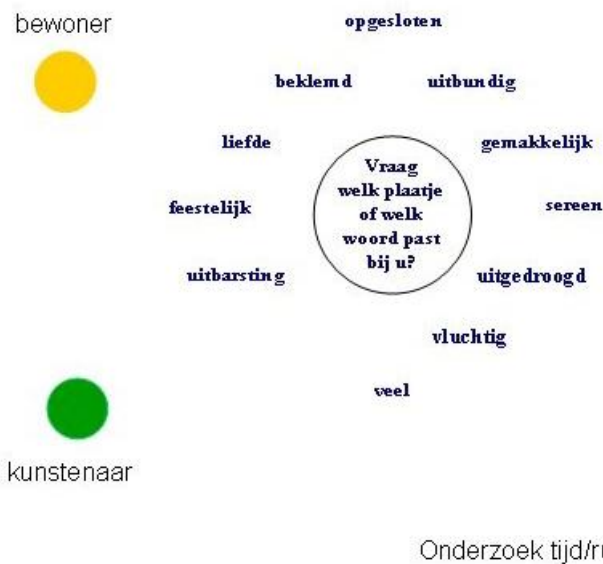 bewoner
opgesloten
beklemd
uitbundig
liefde
gemakkelijk
Vraag
welk plaatje
of welk
woord past
bij u?
feestelijk
sereen
uitbarsting
uitgedroogd
vluchtig
veel
kunstenaar
Onderzoek